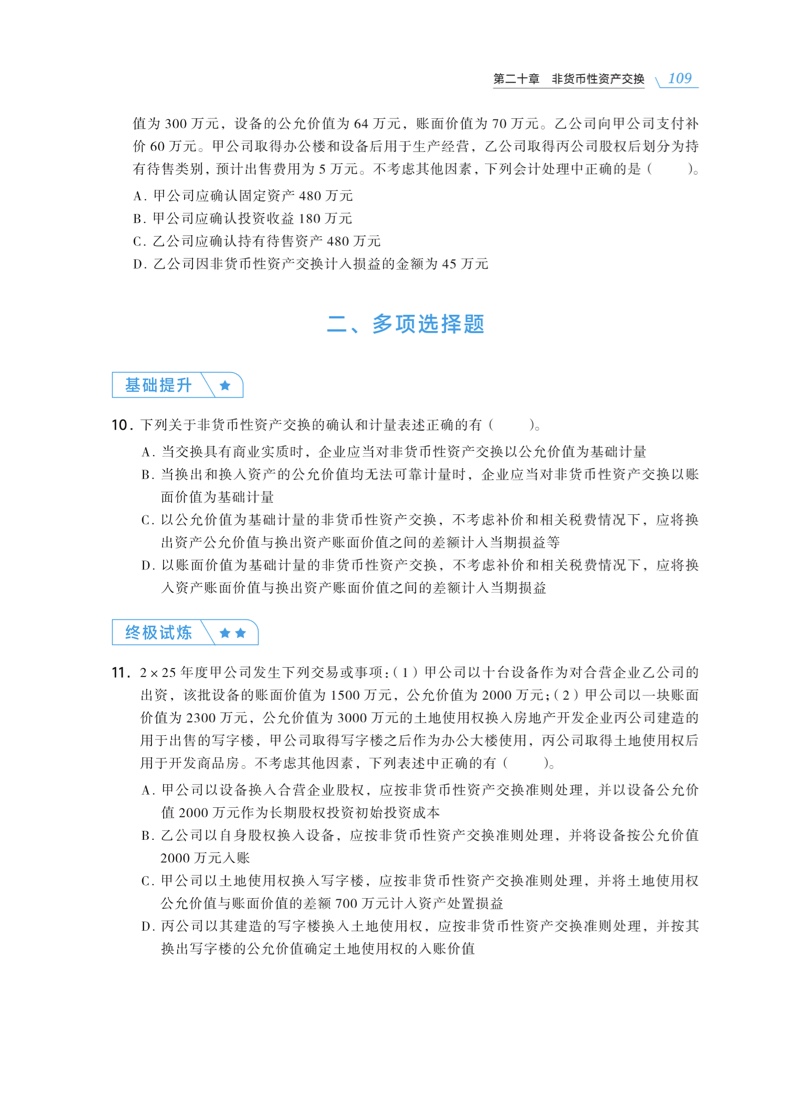 第二十章　非货币性资产交换　109
值为 300 万元，设备的公允价值为 64 万元，账面价值为 70 万元。乙公司向甲公司支付补
价 60 万元。甲公司取得办公楼和设备后用于生产经营，乙公司取得丙公司股权后划分为持
有待售类别，预计出售费用为 5 万元。不考虑其他因素，下列会计处理中正确的是（　　）。
A. 甲公司应确认固定资产 480 万元
B. 甲公司应确认投资收益 180 万元
C. 乙公司应确认持有待售资产 480 万元
D. 乙公司因非货币性资产交换计入损益的金额为 45 万元
二、多项选择题
基础提升 ★
10. 下列关于非货币性资产交换的确认和计量表述正确的有（　　）。
A. 当交换具有商业实质时，企业应当对非货币性资产交换以公允价值为基础计量
B. 当换出和换入资产的公允价值均无法可靠计量时，企业应当对非货币性资产交换以账
面价值为基础计量
C. 以公允价值为基础计量的非货币性资产交换，不考虑补价和相关税费情况下，应将换
出资产公允价值与换出资产账面价值之间的差额计入当期损益等
D. 以账面价值为基础计量的非货币性资产交换，不考虑补价和相关税费情况下，应将换
入资产账面价值与换出资产账面价值之间的差额计入当期损益
终极试炼 ★★
11. 2×25 年度甲公司发生下列交易或事项：（1）甲公司以十台设备作为对合营企业乙公司的
出资，该批设备的账面价值为 1500 万元，公允价值为 2000 万元；（2）甲公司以一块账面
价值为 2300 万元，公允价值为 3000 万元的土地使用权换入房地产开发企业丙公司建造的
用于出售的写字楼，甲公司取得写字楼之后作为办公大楼使用，丙公司取得土地使用权后
用于开发商品房。不考虑其他因素，下列表述中正确的有（　　）。
A. 甲公司以设备换入合营企业股权，应按非货币性资产交换准则处理，并以设备公允价
值 2000 万元作为长期股权投资初始投资成本
B. 乙公司以自身股权换入设备，应按非货币性资产交换准则处理，并将设备按公允价值
2000 万元入账
C. 甲公司以土地使用权换入写字楼，应按非货币性资产交换准则处理，并将土地使用权
公允价值与账面价值的差额 700 万元计入资产处置损益
D. 丙公司以其建造的写字楼换入土地使用权，应按非货币性资产交换准则处理，并按其
换出写字楼的公允价值确定土地使用权的入账价值